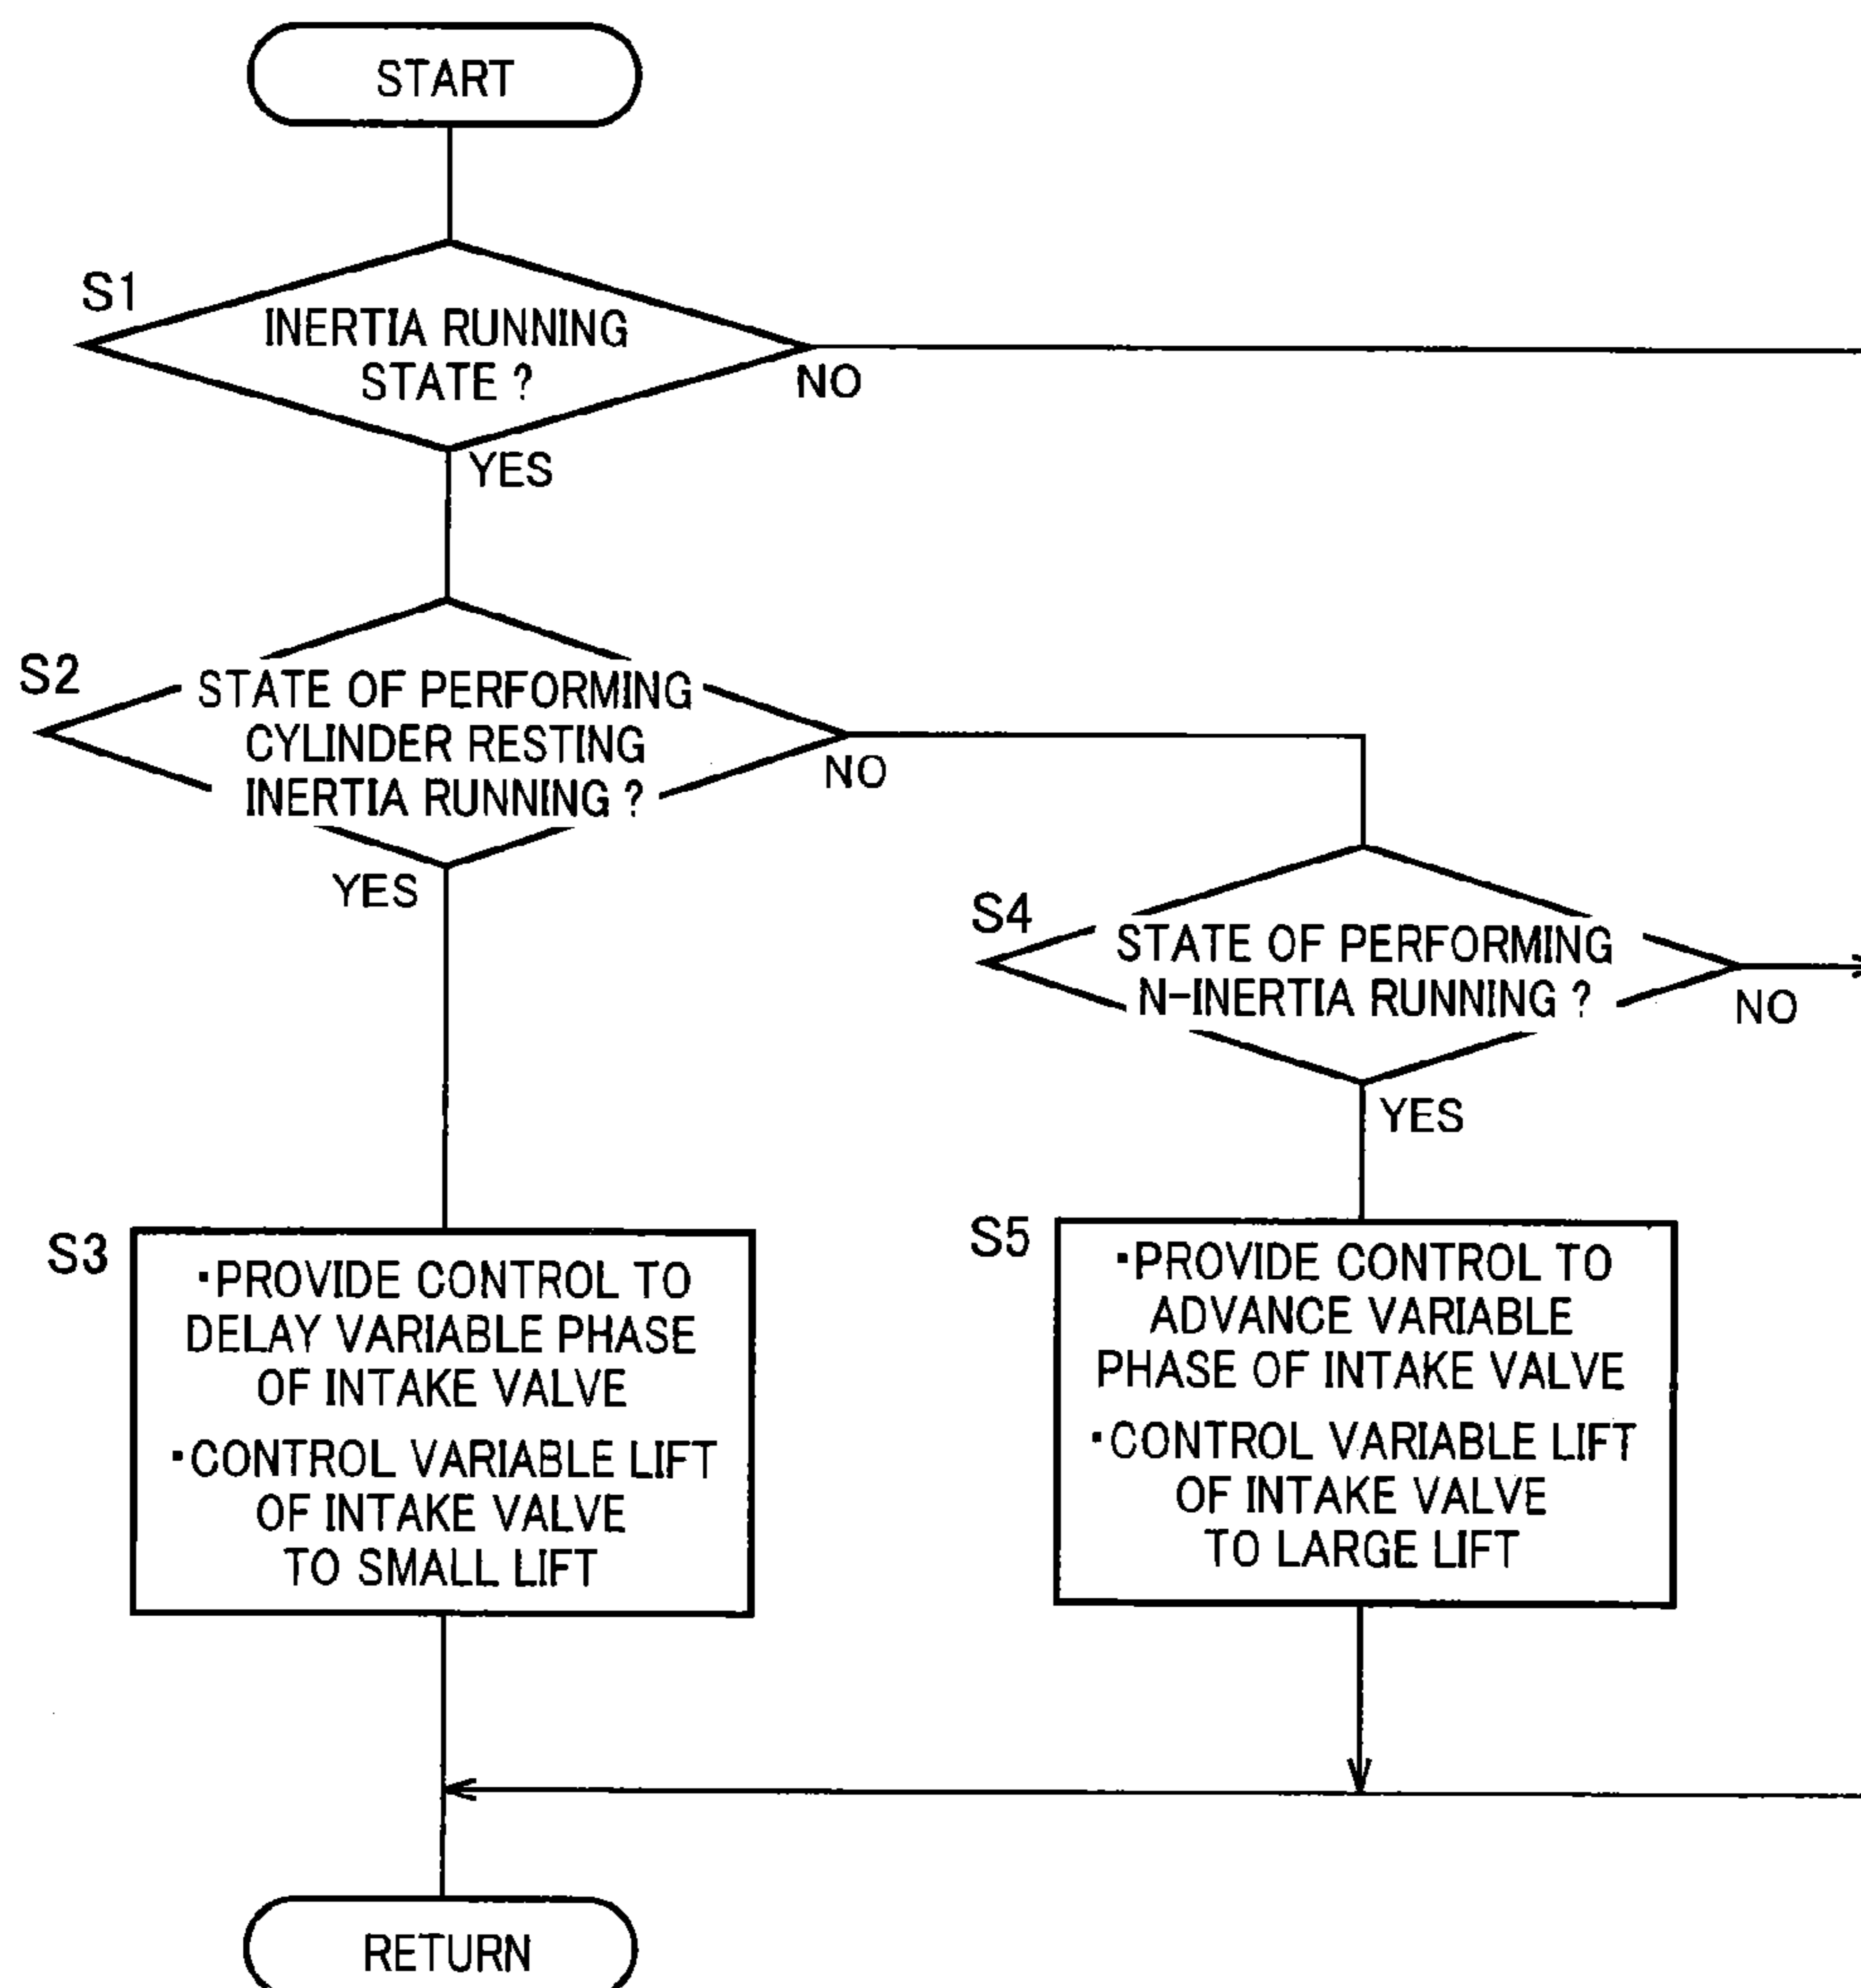 START
S1
INERTIA RUNNING
STATE ?
NO
YES
S2
STATE OF PERFORMING
CYLINDER RESTING
INERTIA RUNNING ?
NO
YES
S4
STATE OF PERFORMING
N-INERTIA RUNNING ?
NO
YES
S3
・PROVIDE CONTROL TO
DELAY VARIABLE PHASE
OF INTAKE VALVE
・CONTROL VARIABLE LIFT
OF INTAKE VALVE
TO SMALL LIFT
S5
・PROVIDE CONTROL TO
ADVANCE VARIABLE
PHASE OF INTAKE VALVE
・CONTROL VARIABLE LIFT
OF INTAKE VALVE
TO LARGE LIFT
RETURN